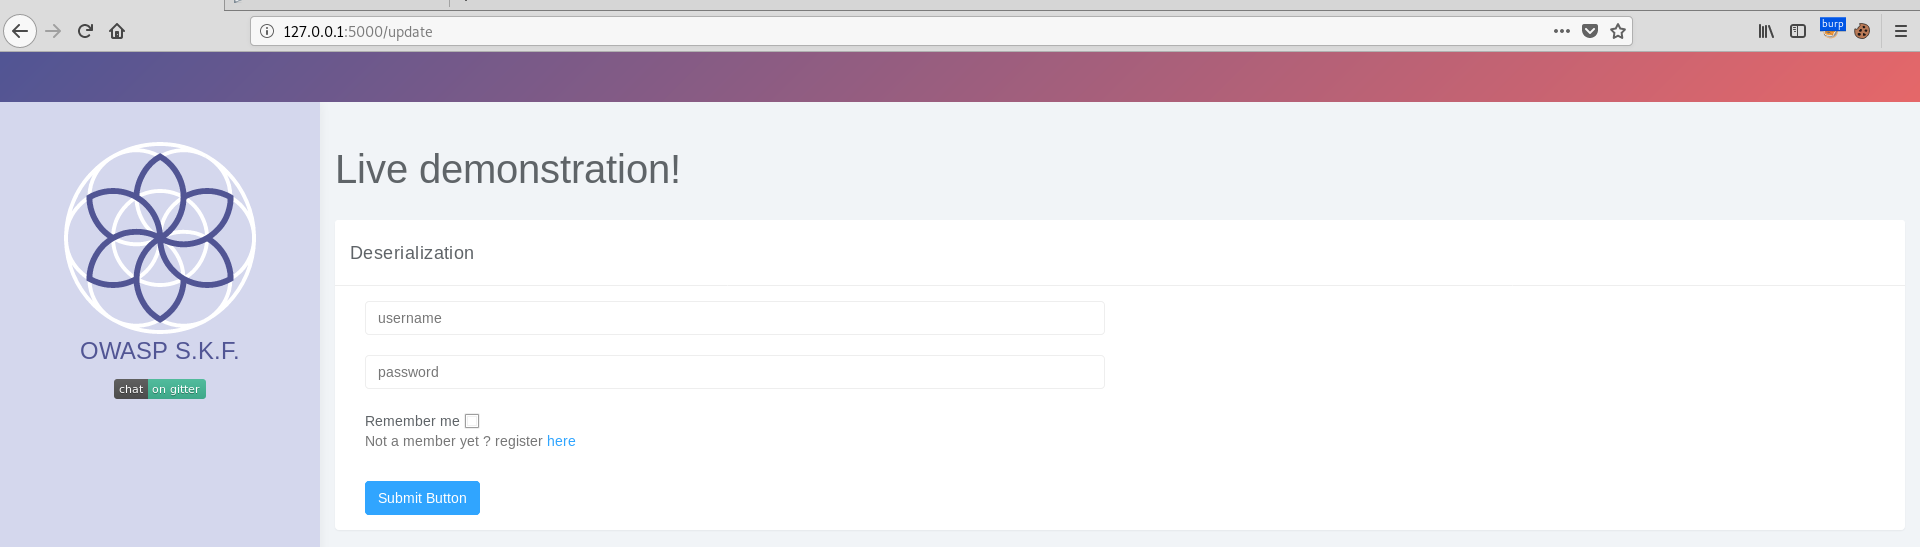 127.0.0.1:5000/update
burp
Live demonstration!
Deserialization
username
password
OWASP S.K.F.
chat on gitter
Remember me
Not a member yet ? register here
Submit Button